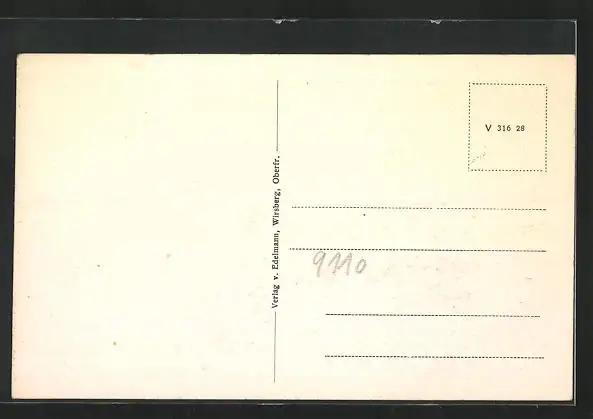 Verlag v. Edelmann, Wirsberg, Oberfr.
V 316 28
9110